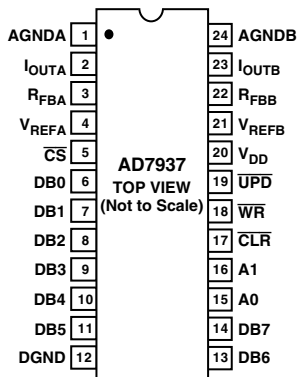 AGNDA 1 24 AGNDB
IOUTA 2 23 IOUTB
RFBA 3 22 RFBB
VREFA 4 21 VREFB
CS 5 20 VDD
DB0 6 19 UPD
DB1 7 18 WR
DB2 8 17 CLR
DB3 9 16 A1
DB4 10 15 A0
DB5 11 14 DB7
DGND 12 13 DB6
AD7937
TOP VIEW
(Not to Scale)